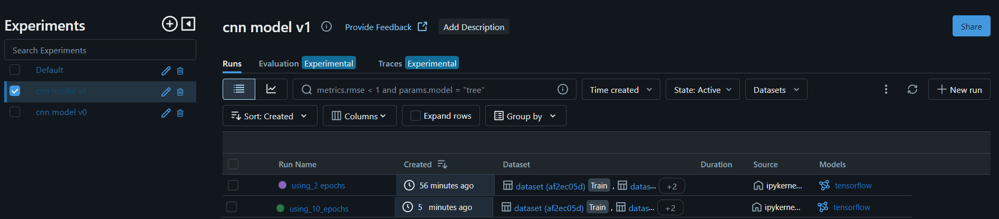 Experiments
Search Experiments
Default
cnn model v1
cnn model v0
cnn model v1 Provide Feedback Add Description Share
Runs Evaluation Experimental Traces Experimental
metrics.rmse < 1 and params.model = "tree" Time created State: Active Datasets New run
Sort: Created Columns Expand rows Group by
Run Name Created Dataset Duration Source Models
using_2 epochs 56 minutes ago dataset (af2ec05d) Train , datas... +2 ipykerne... tensorflow
using_10_epochs 5 minutes ago dataset (af2ec05d) Train , datas... +2 ipykerne... tensorflow